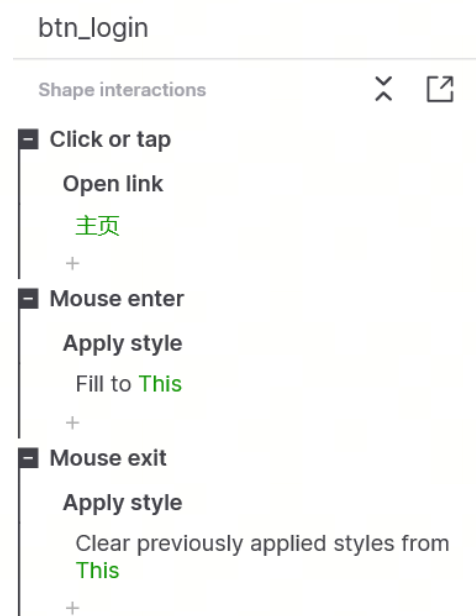 btn_login
Shape interactions
Click or tap
Open link
主页
+
Mouse enter
Apply style
Fill to This
+
Mouse exit
Apply style
Clear previously applied styles from
This
+